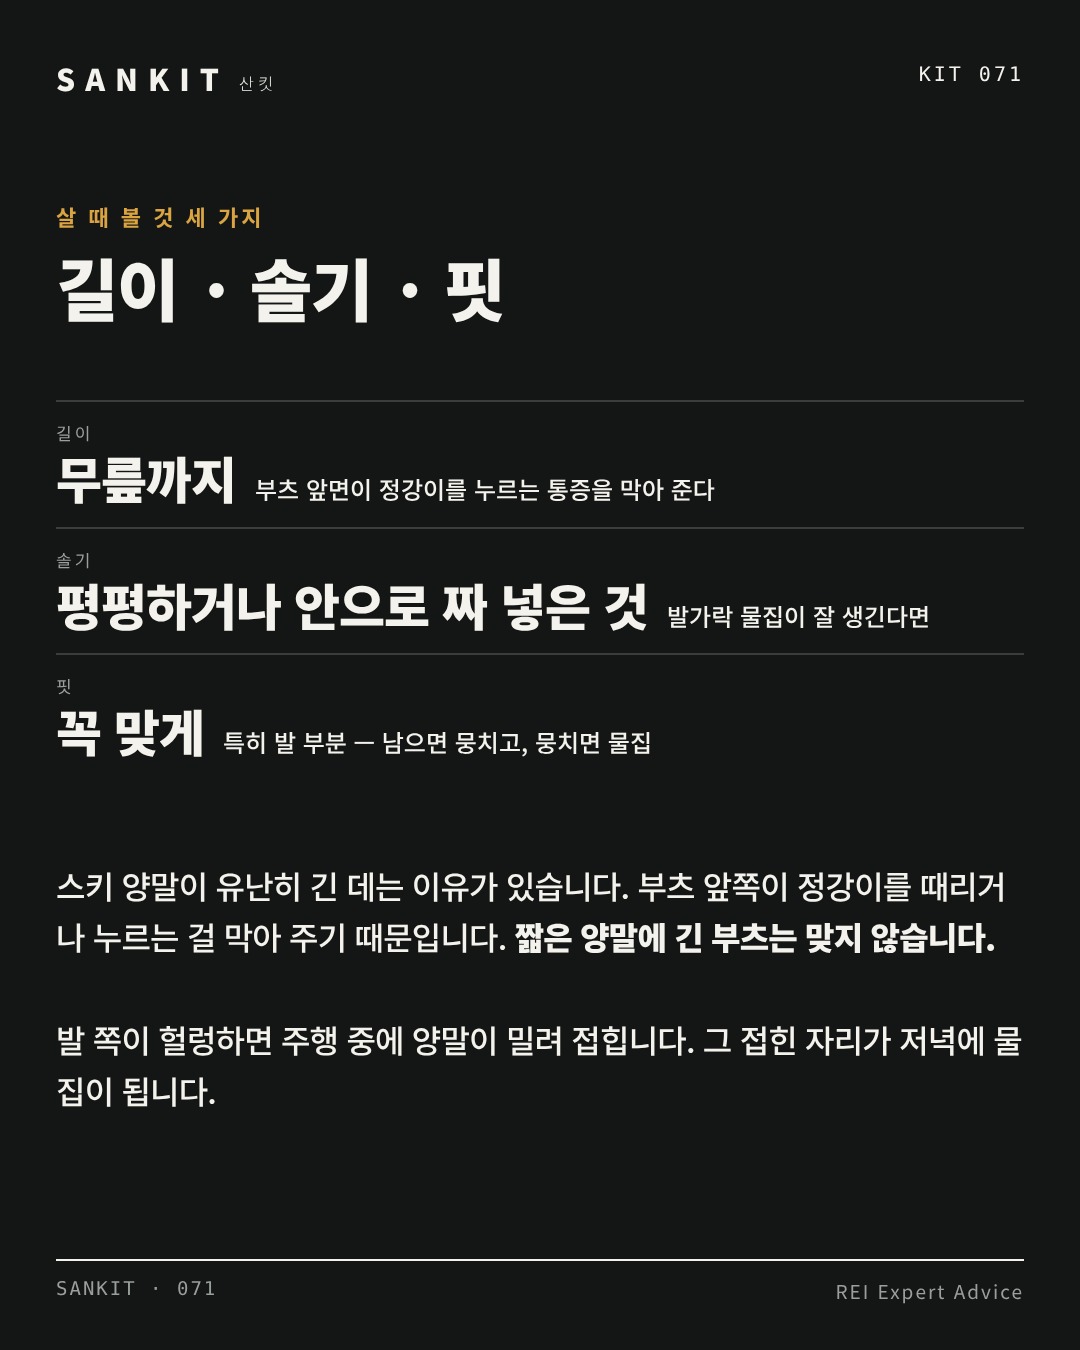 SANKIT 산킷
KIT 071
살 때 볼 것 세 가지
길이 · 솔기 · 핏
길이
무릎까지 부츠 앞면이 정강이를 누르는 통증을 막아 준다
솔기
평평하거나 안으로 짜 넣은 것 발가락 물집이 잘 생긴다면
핏
꼭 맞게 특히 발 부분 — 남으면 뭉치고, 뭉치면 물집
스키 양말이 유난히 긴 데는 이유가 있습니다. 부츠 앞쪽이 정강이를 때리거
나 누르는 걸 막아 주기 때문입니다. 짧은 양말에 긴 부츠는 맞지 않습니다.
발 쪽이 헐렁하면 주행 중에 양말이 밀려 접힙니다. 그 접힌 자리가 저녁에 물
집이 됩니다.
SANKIT · 071
REI Expert Advice